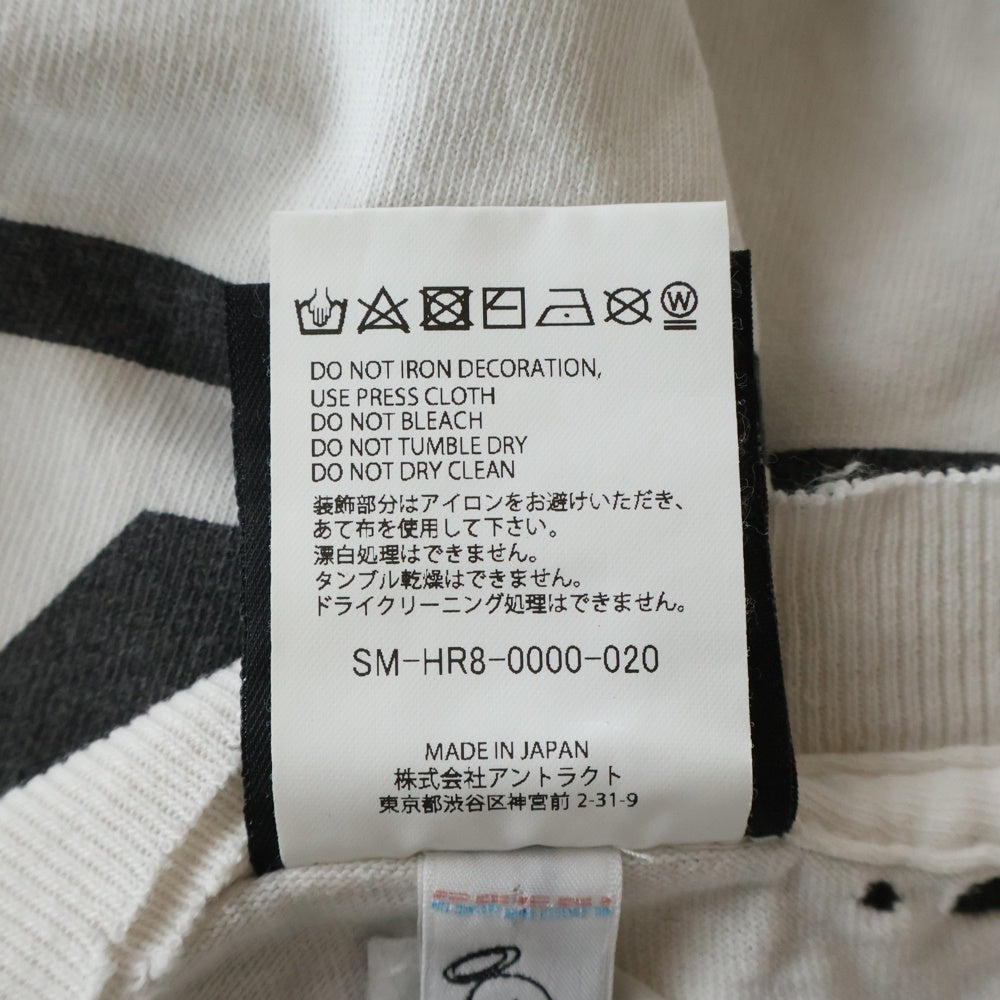 W
DO NOT IRON DECORATION,
USE PRESS CLOTH
DO NOT BLEACH
DO NOT TUMBLE DRY
DO NOT DRY CLEAN
装飾部分はアイロンをお避けいただき、
あて布を使用して下さい。
漂白処理はできません。
タンブル乾燥はできません。
ドライクリーニング処理はできません。
SM-HR8-0000-020
MADE IN JAPAN
株式会社アントラクト
東京都渋谷区神宮前 2-31-9